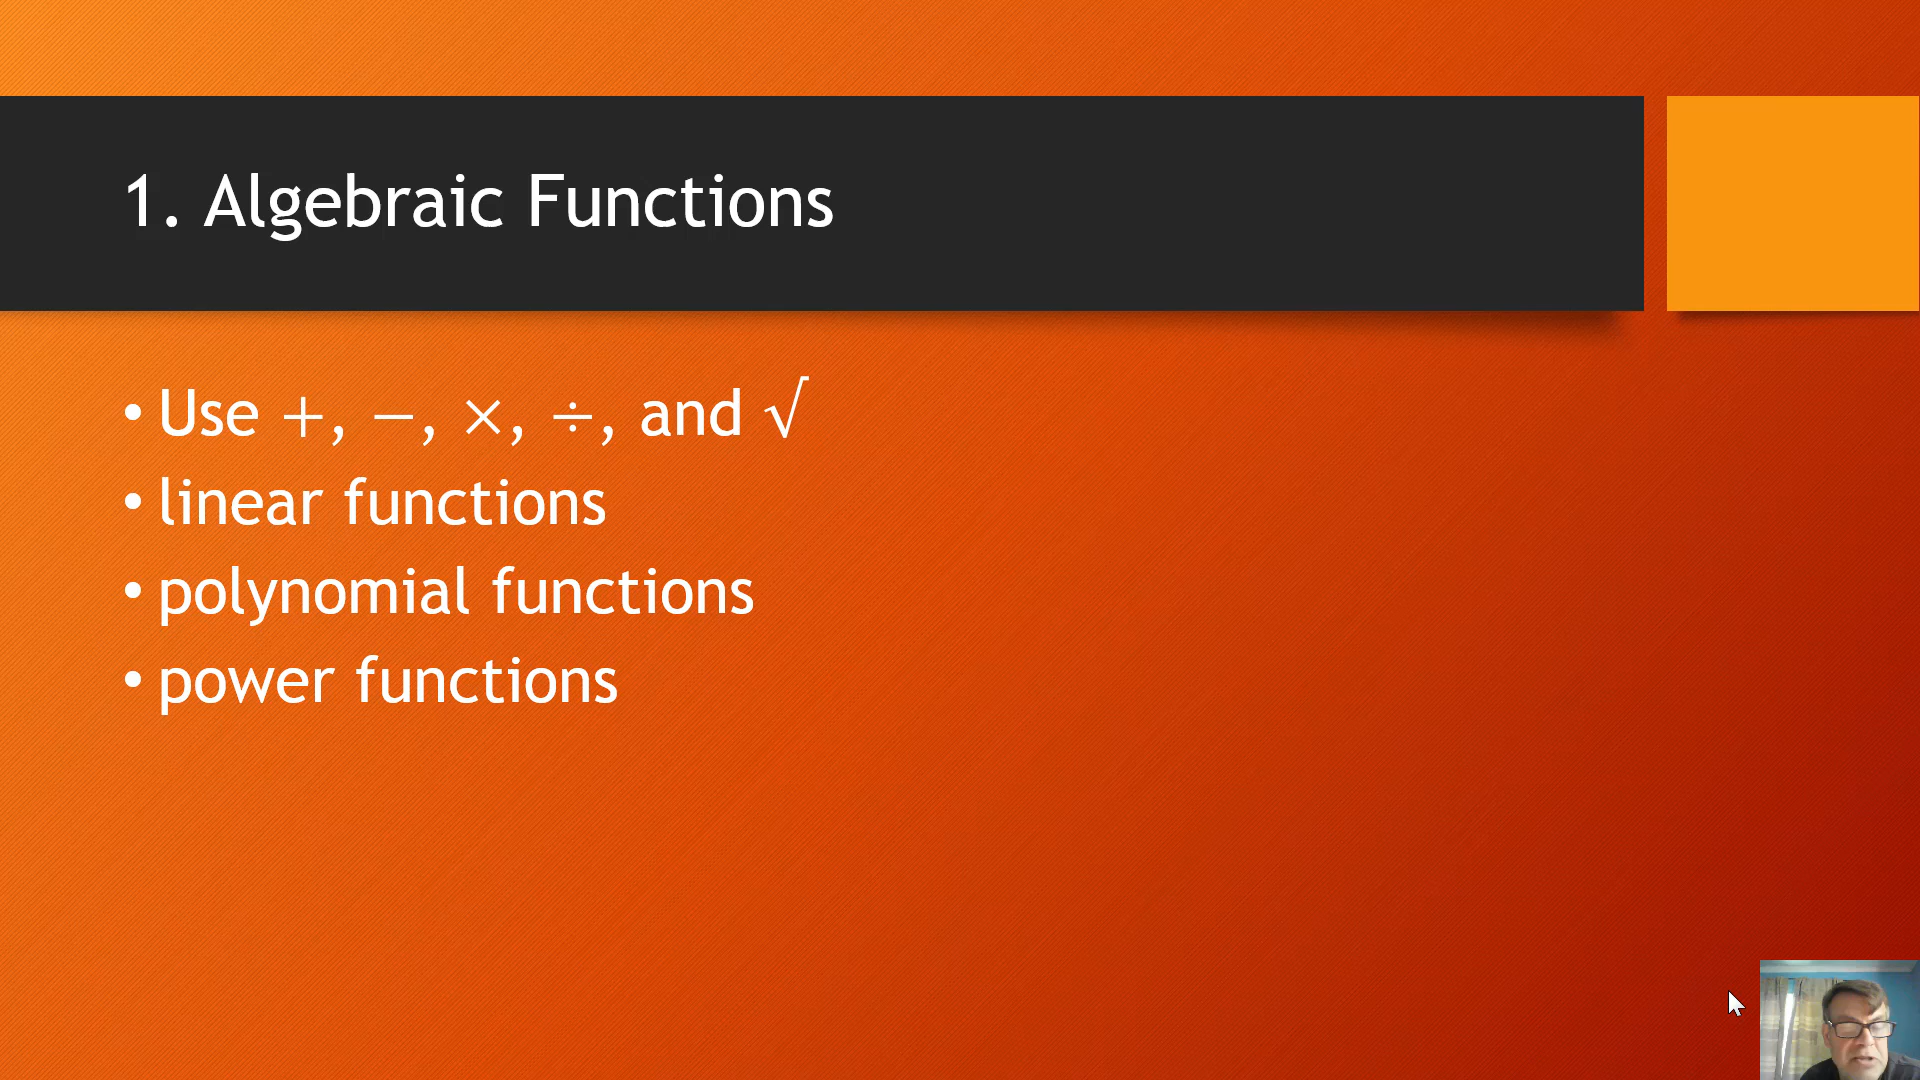 1. Algebraic Functions
• Use +, −, ×, ÷, and √
• linear functions
• polynomial functions
• power functions